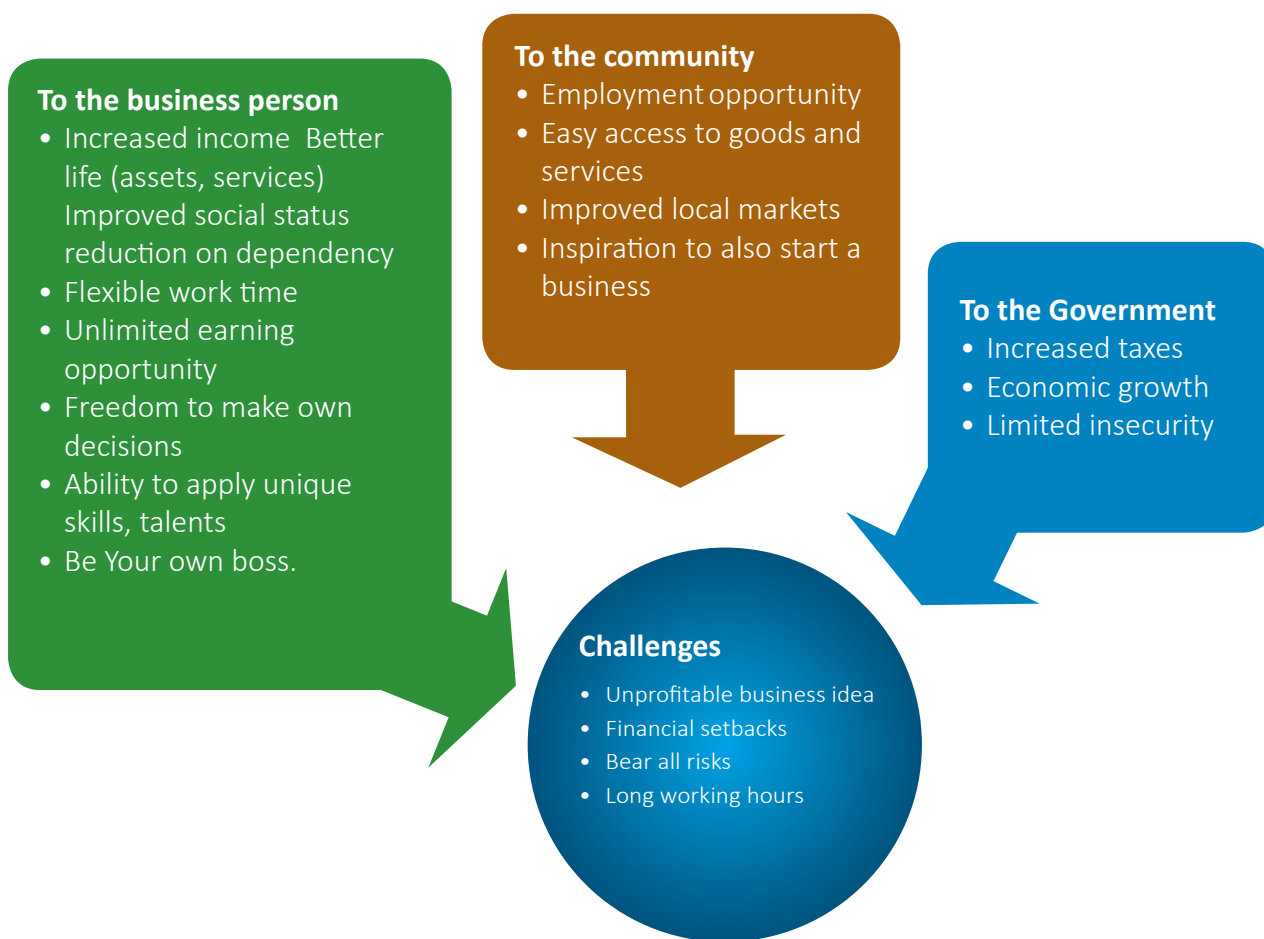 To the business person
• Increased income  Better
life (assets, services)
Improved social status
reduction on dependency
• Flexible work time
• Unlimited earning
opportunity
• Freedom to make own
decisions
• Ability to apply unique
skills, talents
• Be Your own boss.
To the community
• Employment opportunity
• Easy access to goods and
services
• Improved local markets
• Inspiration to also start a
business
To the Government
• Increased taxes
• Economic growth
• Limited insecurity
Challenges
• Unprofitable business idea
• Financial setbacks
• Bear all risks
• Long working hours